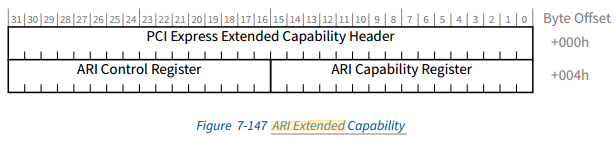 31 30 29 28 27 26 25 24 23 22 21 20 19 18 17 16 15 14 13 12 11 10 9 8 7 6 5 4 3 2 1 0 Byte Offset
PCI Express Extended Capability Header +000h
ARI Control Register ARI Capability Register +004h
Figure 7-147 ARI Extended Capability